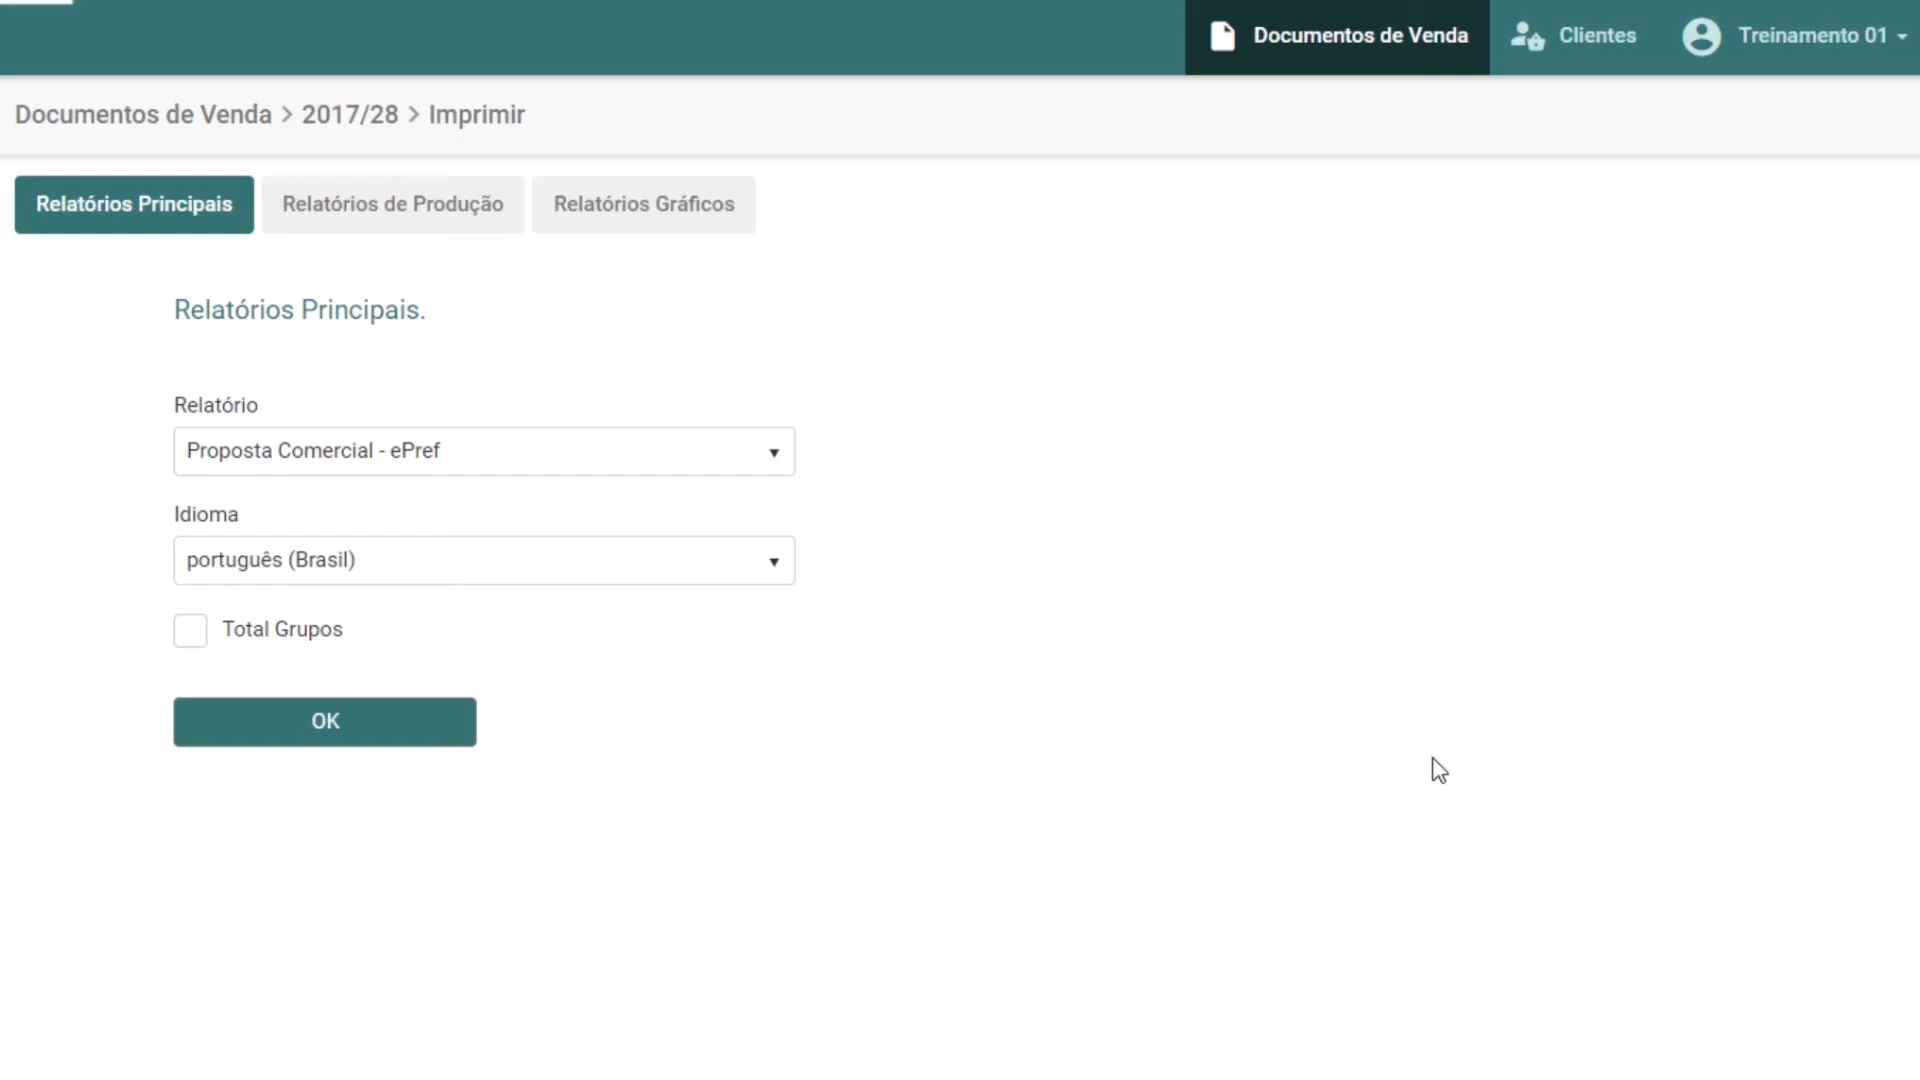 Documentos de Venda Clientes Treinamento 01
Documentos de Venda > 2017/28 > Imprimir
Relatórios Principais Relatórios de Produção Relatórios Gráficos
Relatórios Principais.
Relatório
Proposta Comercial - ePref
Idioma
português (Brasil)
Total Grupos
OK